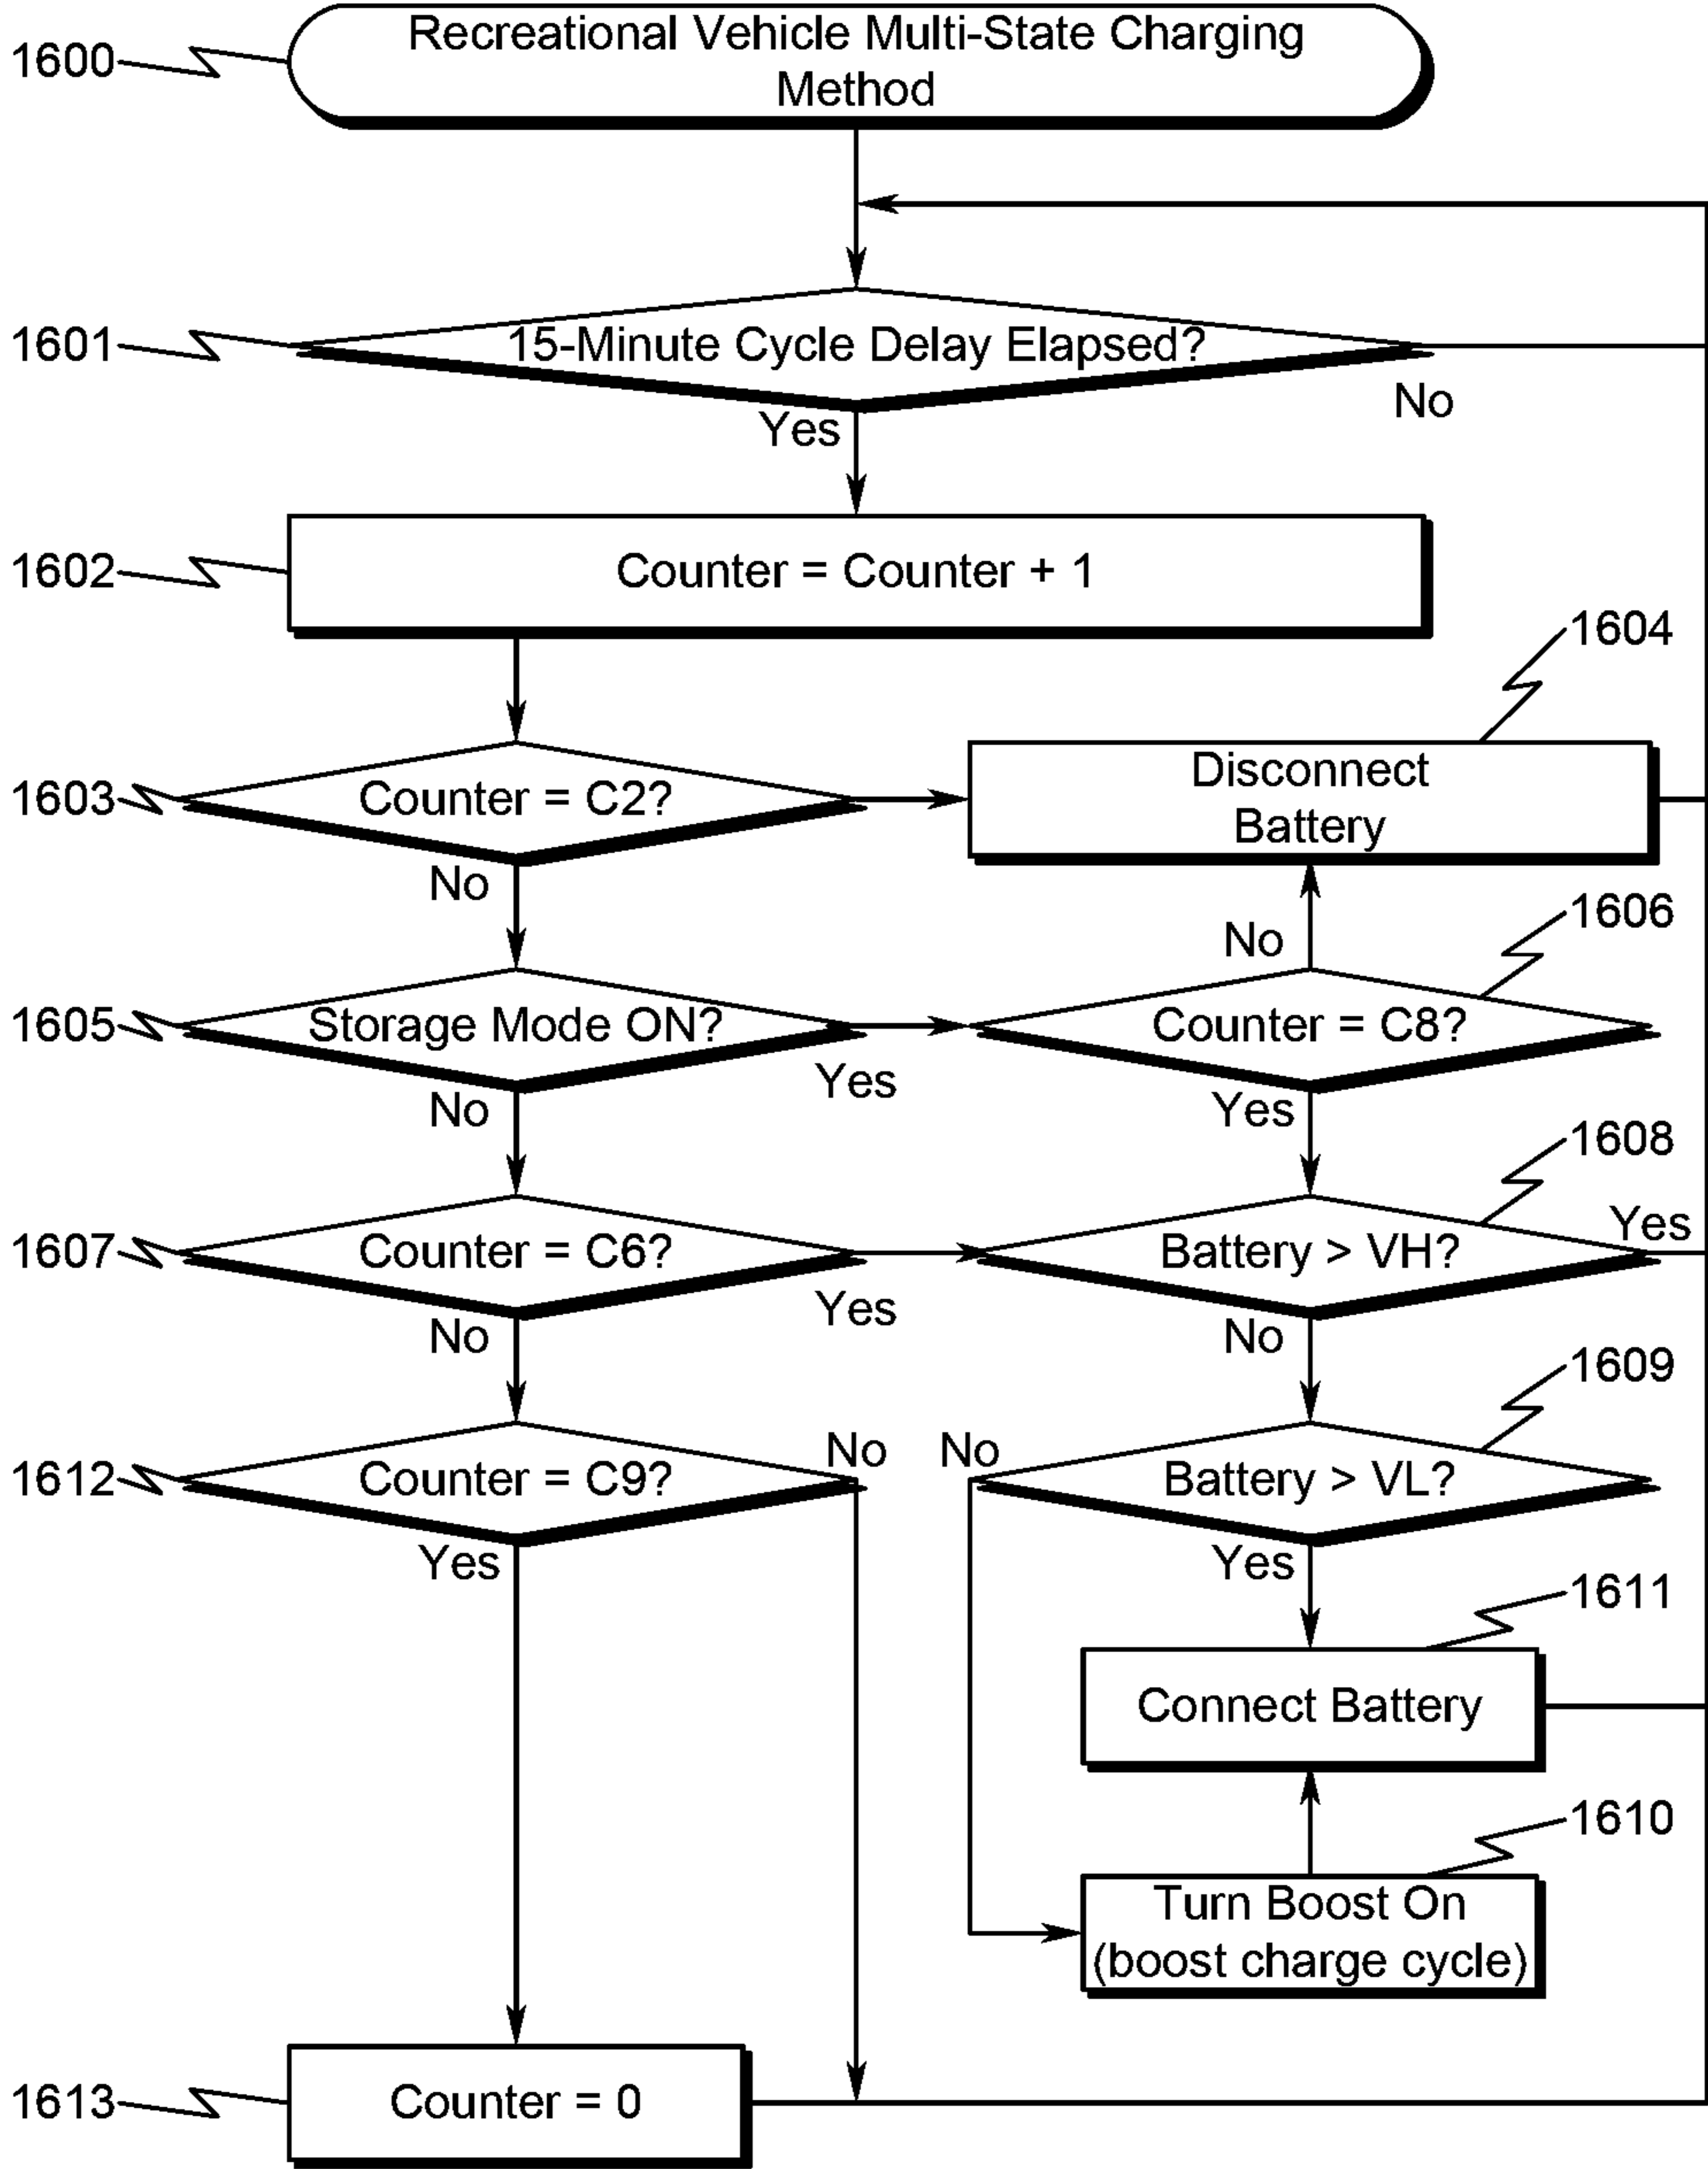 Recreational Vehicle Multi-State Charging
Method
1600
1601
15-Minute Cycle Delay Elapsed?
No
Yes
1602
Counter = Counter + 1
1604
1603
Counter = C2?
Disconnect
Battery
No
1606
No
1605
Storage Mode ON?
Counter = C8?
Yes
No
Yes
1608
Yes
1607
Counter = C6?
Battery > VH?
Yes
No
No
1609
No
No
1612
Counter = C9?
Battery > VL?
Yes
Yes
1611
Connect Battery
1610
Turn Boost On
(boost charge cycle)
1613
Counter = 0